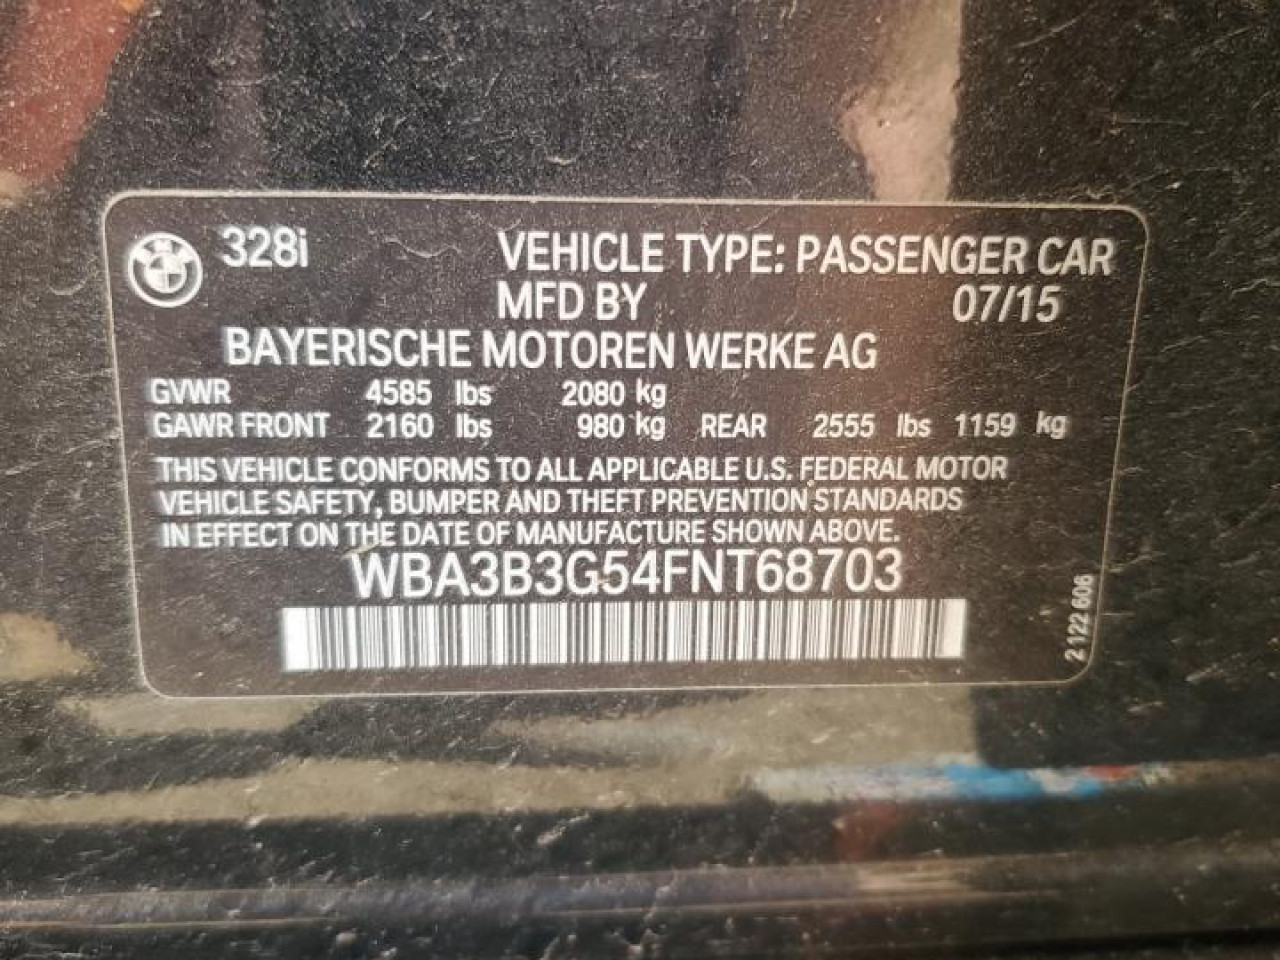 328i VEHICLE TYPE: PASSENGER CAR
MFD BY 07/15
BAYERISCHE MOTOREN WERKE AG
GVWR 4585 lbs 2080 kg
GAWR FRONT 2160 lbs 980 kg REAR 2555 lbs 1159 kg
THIS VEHICLE CONFORMS TO ALL APPLICABLE U.S. FEDERAL MOTOR
VEHICLE SAFETY, BUMPER AND THEFT PREVENTION STANDARDS
IN EFFECT ON THE DATE OF MANUFACTURE SHOWN ABOVE.
WBA3B3G54FNT68703
2 122 606